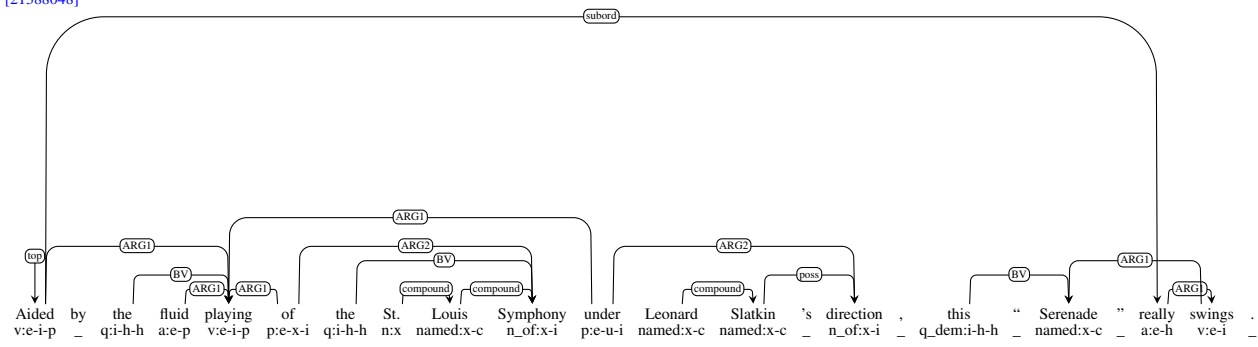 [21588048]
subord
ARG1
top ARG1 ARG2 ARG2
BV ARG1
BV poss BV
ARG1 ARG1 compound compound compound ARG1
Aided by the fluid playing of the St. Louis Symphony under Leonard Slatkin 's direction , this “ Serenade ” really swings .
v:e-i-p _ q:i-h-h a:e-p v:e-i-p p:e-x-i q:i-h-h n:x named:x-c n_of:x-i p:e-u-i named:x-c named:x-c _ n_of:x-i _ q_dem:i-h-h _ named:x-c _ a:e-h v:e-i _